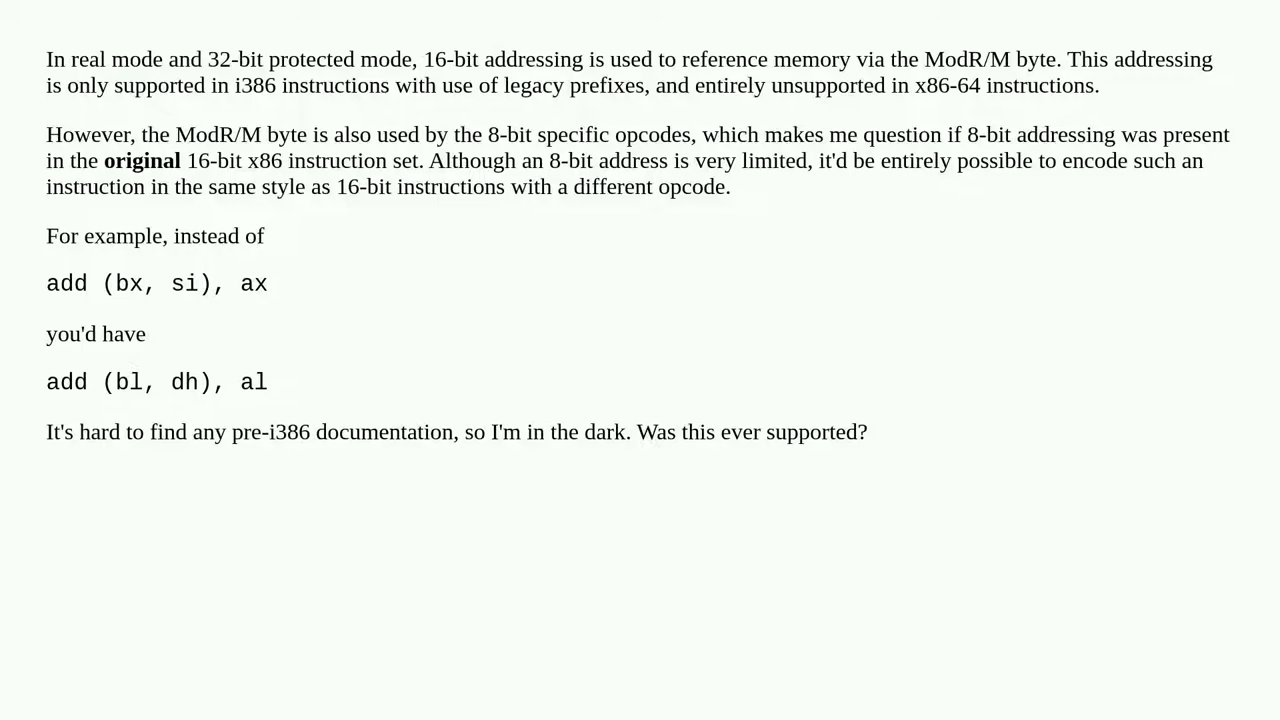 In real mode and 32-bit protected mode, 16-bit addressing is used to reference memory via the ModR/M byte. This addressing
is only supported in i386 instructions with use of legacy prefixes, and entirely unsupported in x86-64 instructions.
However, the ModR/M byte is also used by the 8-bit specific opcodes, which makes me question if 8-bit addressing was present
in the original 16-bit x86 instruction set. Although an 8-bit address is very limited, it'd be entirely possible to encode such an
instruction in the same style as 16-bit instructions with a different opcode.
For example, instead of
add (bx, si), ax
you'd have
add (bl, dh), al
It's hard to find any pre-i386 documentation, so I'm in the dark. Was this ever supported?